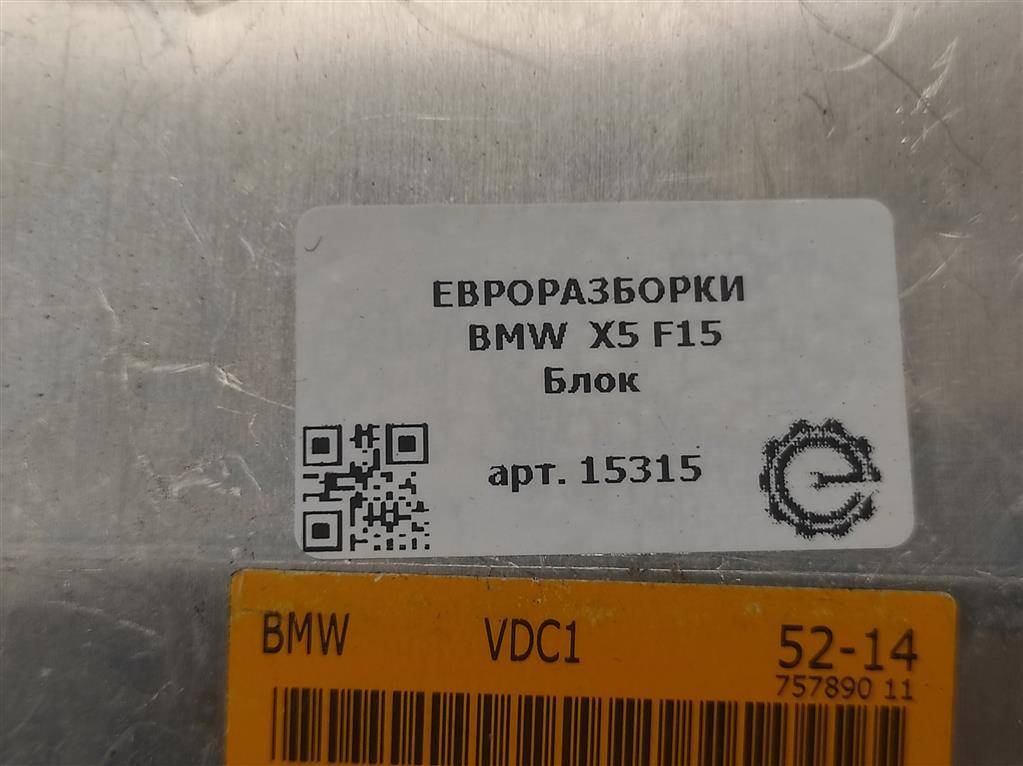 ЕВРОРАЗБОРКИ
BMW X5 F15
Блок
арт. 15315
BMW VDC1 52-14
757890 11